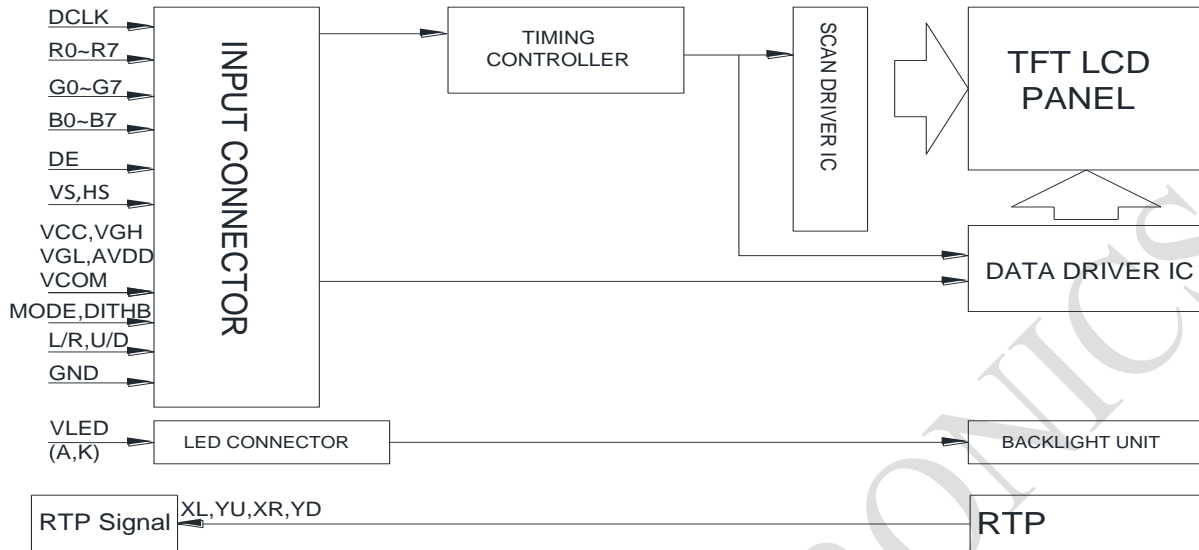 DCLK
R0~R7
G0~G7
B0~B7
DE
VS,HS
VCC,VGH
VGL,AVDD
VCOM
MODE,DITHB
L/R,U/D
GND
INPUT CONNECTOR
TIMING
CONTROLLER
SCAN DRIVER IC
TFT LCD
PANEL
DATA DRIVER IC
VLED
(A,K)
LED CONNECTOR
BACKLIGHT UNIT
RTP Signal
XL,YU,XR,YD
RTP
RONICS